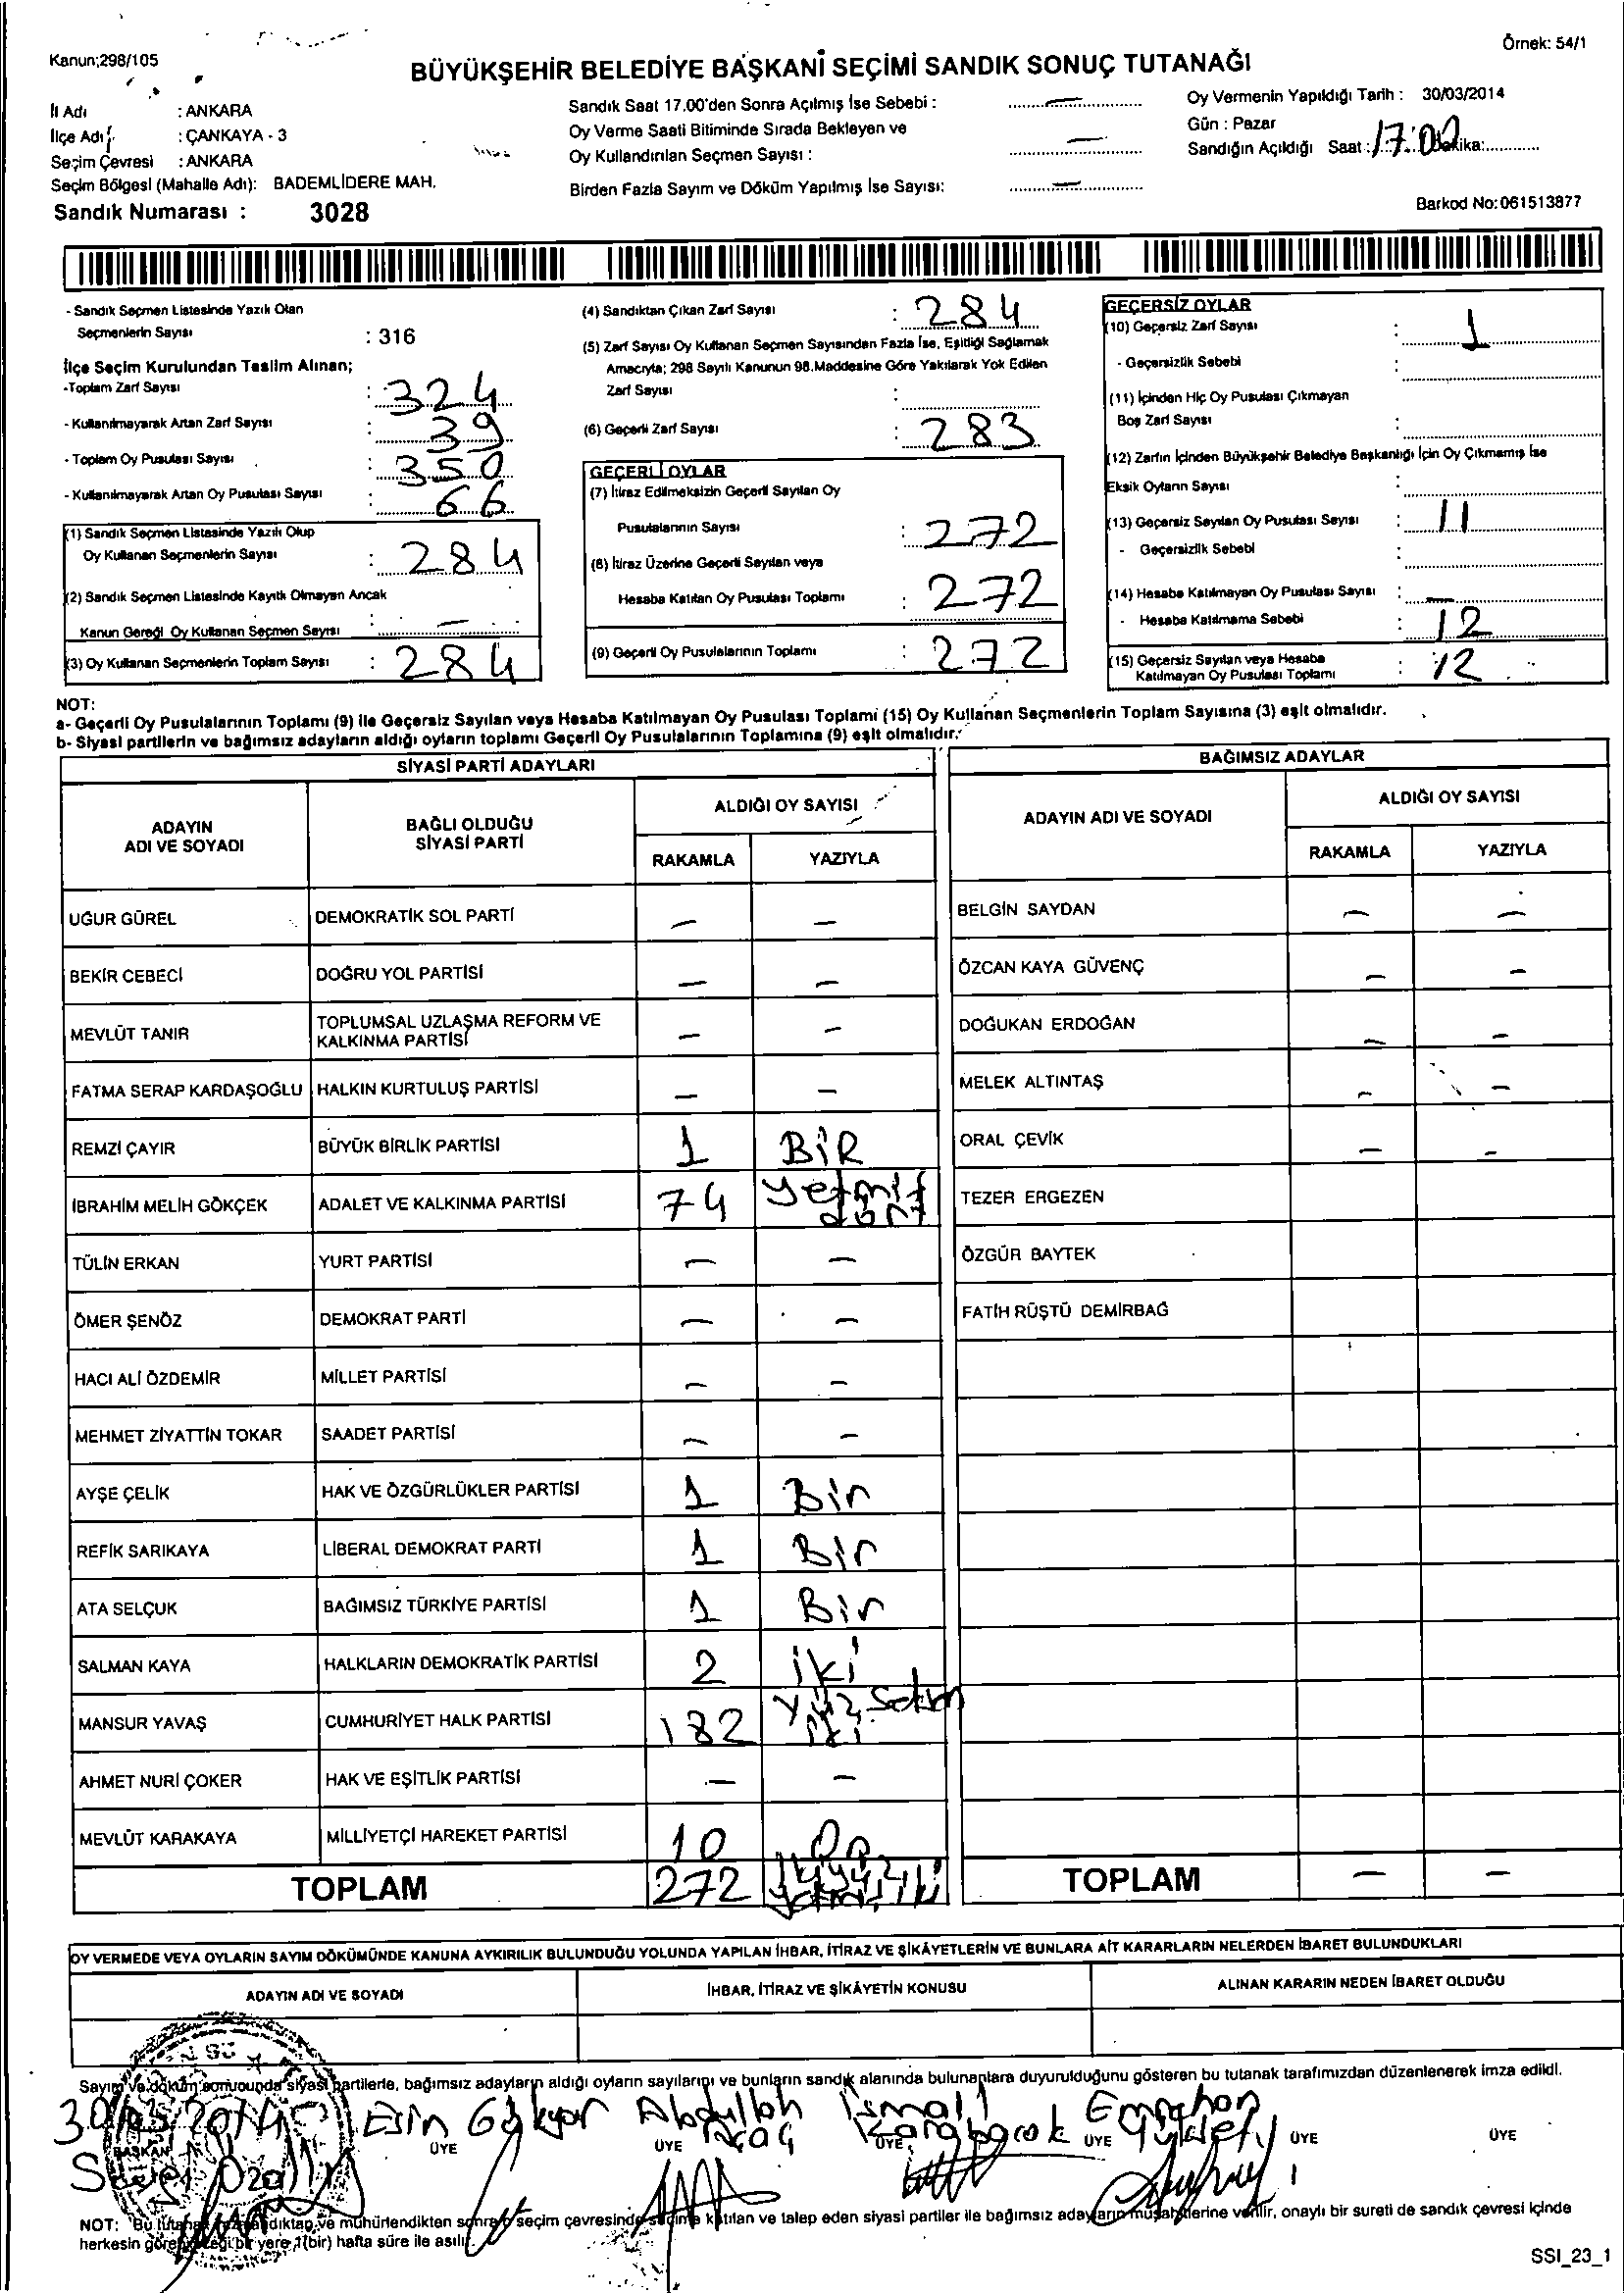 Örnek: 54/1
Kanun;298/105
BÜYÜKŞEHİR BELEDİYE BAŞKANI SEÇİMİ SANDIK SONUÇ TUTANAĞI
İl Adı : ANKARA
İlçe Adı : ÇANKAYA - 3
Seçim Çevresi : ANKARA
Seçim Bölgesi (Mahalle Adı): BADEMLİDERE MAH.
Sandık Numarası : 3028
Sandık Saat 17.00'den Sonra Açılmış İse Sebebi : —
Oy Verme Saati Bitiminde Sırada Bekleyen ve
Oy Kullandırılan Seçmen Sayısı : —
Birden Fazla Sayım ve Döküm Yapılmış İse Sayısı: —
Oy Vermenin Yapıldığı Tarih : 30/03/2014
Gün : Pazar
Sandığın Açıldığı Saat : 17:00 Dakika:
Barkod No:061513877
- Sandık Seçmen Listesinde Yazılı Olan
Seçmenlerin Sayısı : 316
İlçe Seçim Kurulundan Teslim Alınan;
-Toplam Zarf Sayısı : 324
- Kullanılmayarak Artan Zarf Sayısı : 39
- Toplam Oy Pusulası Sayısı : 350
- Kullanılmayarak Artan Oy Pusulası Sayısı : 66
(1) Sandık Seçmen Listesinde Yazılı Olup
Oy Kullanan Seçmenlerin Sayısı : 284
(2) Sandık Seçmen Listesinde Kayıtlı Olmayan Ancak
Kanun Gereği Oy Kullanan Seçmen Sayısı : —
(3) Oy Kullanan Seçmenlerin Toplam Sayısı : 284
(4) Sandıktan Çıkan Zarf Sayısı : 284
(5) Zarf Sayısı Oy Kullanan Seçmen Sayısından Fazla İse, Eşitliği Sağlamak
Amacıyla; 298 Sayılı Kanunun 98.Maddesine Göre Yakılarak Yok Edilen
Zarf Sayısı :
(6) Geçerli Zarf Sayısı : 283
GEÇERLİ OYLAR
(7) İtiraz Edilmeksizin Geçerli Sayılan Oy
Pusulalarının Sayısı : 272
(8) İtiraz Üzerine Geçerli Sayılan veya
Hesaba Katılan Oy Pusulası Toplamı : 272
(9) Geçerli Oy Pusulalarının Toplamı : 272
GEÇERSİZ OYLAR
(10) Geçersiz Zarf Sayısı : 1
- Geçersizlik Sebebi :
(11) İçinden Hiç Oy Pusulası Çıkmayan
Boş Zarf Sayısı :
(12) Zarfın İçinden Büyükşehir Belediye Başkanlığı İçin Oy Çıkmamış İse
Eksik Oyların Sayısı :
(13) Geçersiz Sayılan Oy Pusulası Sayısı : 11
- Geçersizlik Sebebi :
(14) Hesaba Katılmayan Oy Pusulası Sayısı : —
- Hesaba Katılmama Sebebi : 12
(15) Geçersiz Sayılan veya Hesaba
Katılmayan Oy Pusulası Toplamı : 12
NOT:
a- Geçerli Oy Pusulalarının Toplamı (9) ile Geçersiz Sayılan veya Hesaba Katılmayan Oy Pusulası Toplamı (15) Oy Kullanan Seçmenlerin Toplam Sayısına (3) eşit olmalıdır.
b- Siyasi partilerin ve bağımsız adayların aldığı oyların toplamı Geçerli Oy Pusulalarının Toplamına (9) eşit olmalıdır.
SİYASİ PARTİ ADAYLARI
ADAYIN ADI VE SOYADI BAĞLI OLDUĞU SİYASİ PARTİ ALDIĞI OY SAYISI
RAKAMLA YAZIYLA
UĞUR GÜREL DEMOKRATİK SOL PARTİ — —
BEKİR CEBECİ DOĞRU YOL PARTİSİ — —
MEVLÜT TANIR TOPLUMSAL UZLAŞMA REFORM VE KALKINMA PARTİSİ — —
FATMA SERAP KARDAŞOĞLU HALKIN KURTULUŞ PARTİSİ — —
REMZİ ÇAYIR BÜYÜK BİRLİK PARTİSİ 1 BİR
İBRAHİM MELİH GÖKÇEK ADALET VE KALKINMA PARTİSİ 74 yetmiş dört
TÜLİN ERKAN YURT PARTİSİ — —
ÖMER ŞENÖZ DEMOKRAT PARTİ — —
HACI ALİ ÖZDEMİR MİLLET PARTİSİ — —
MEHMET ZİYATTİN TOKAR SAADET PARTİSİ — —
AYŞE ÇELİK HAK VE ÖZGÜRLÜKLER PARTİSİ 1 Bir
REFİK SARIKAYA LİBERAL DEMOKRAT PARTİ 1 Bir
ATA SELÇUK BAĞIMSIZ TÜRKİYE PARTİSİ 1 Bir
SALMAN KAYA HALKLARIN DEMOKRATİK PARTİSİ 2 iki
MANSUR YAVAŞ CUMHURİYET HALK PARTİSİ 182 Yüz Seksen iki
AHMET NURİ ÇOKER HAK VE EŞİTLİK PARTİSİ — —
MEVLÜT KARAKAYA MİLLİYETÇİ HAREKET PARTİSİ 10 On
TOPLAM 272
BAĞIMSIZ ADAYLAR
ADAYIN ADI VE SOYADI ALDIĞI OY SAYISI
RAKAMLA YAZIYLA
BELGİN SAYDAN — —
ÖZCAN KAYA GÜVENÇ — —
DOĞUKAN ERDOĞAN — —
MELEK ALTINTAŞ — —
ORAL ÇEVİK — —
TEZER ERGEZEN
ÖZGÜR BAYTEK
FATİH RÜŞTÜ DEMİRBAĞ
TOPLAM — —
OY VERMEDE VEYA OYLARIN SAYIM DÖKÜMÜNDE KANUNA AYKIRILIK BULUNDUĞU YOLUNDA YAPILAN İHBAR, İTİRAZ VE ŞİKÂYETLERİN VE BUNLARA AİT KARARLARIN NELERDEN İBARET BULUNDUKLARI
ADAYIN ADI VE SOYADI İHBAR, İTİRAZ VE ŞİKÂYETİN KONUSU ALINAN KARARIN NEDEN İBARET OLDUĞU
Sayım ve döküm sonucunda siyasi partilerle, bağımsız adayların aldığı oyların sayılarını ve bunların sandık alanında bulunanlara duyurulduğunu gösteren bu tutanak tarafımızdan düzenlenerek imza edildi.
30/03/2014 Esin Gökyar Abdullah İsmail Emrahan
BAŞKAN ÜYE ÜYE ÜYE ÜYE ÜYE ÜYE
NOT: Bu tutanak imzalandıktan ve mühürlendikten sonra seçim çevresinde seçime katılan ve talep eden siyasi partiler ile bağımsız adayların müşahitlerine verilir, onaylı bir sureti de sandık çevresi içinde
herkesin görebileceği bir yere 1(bir) hafta süre ile asılır.
SSI_23_1